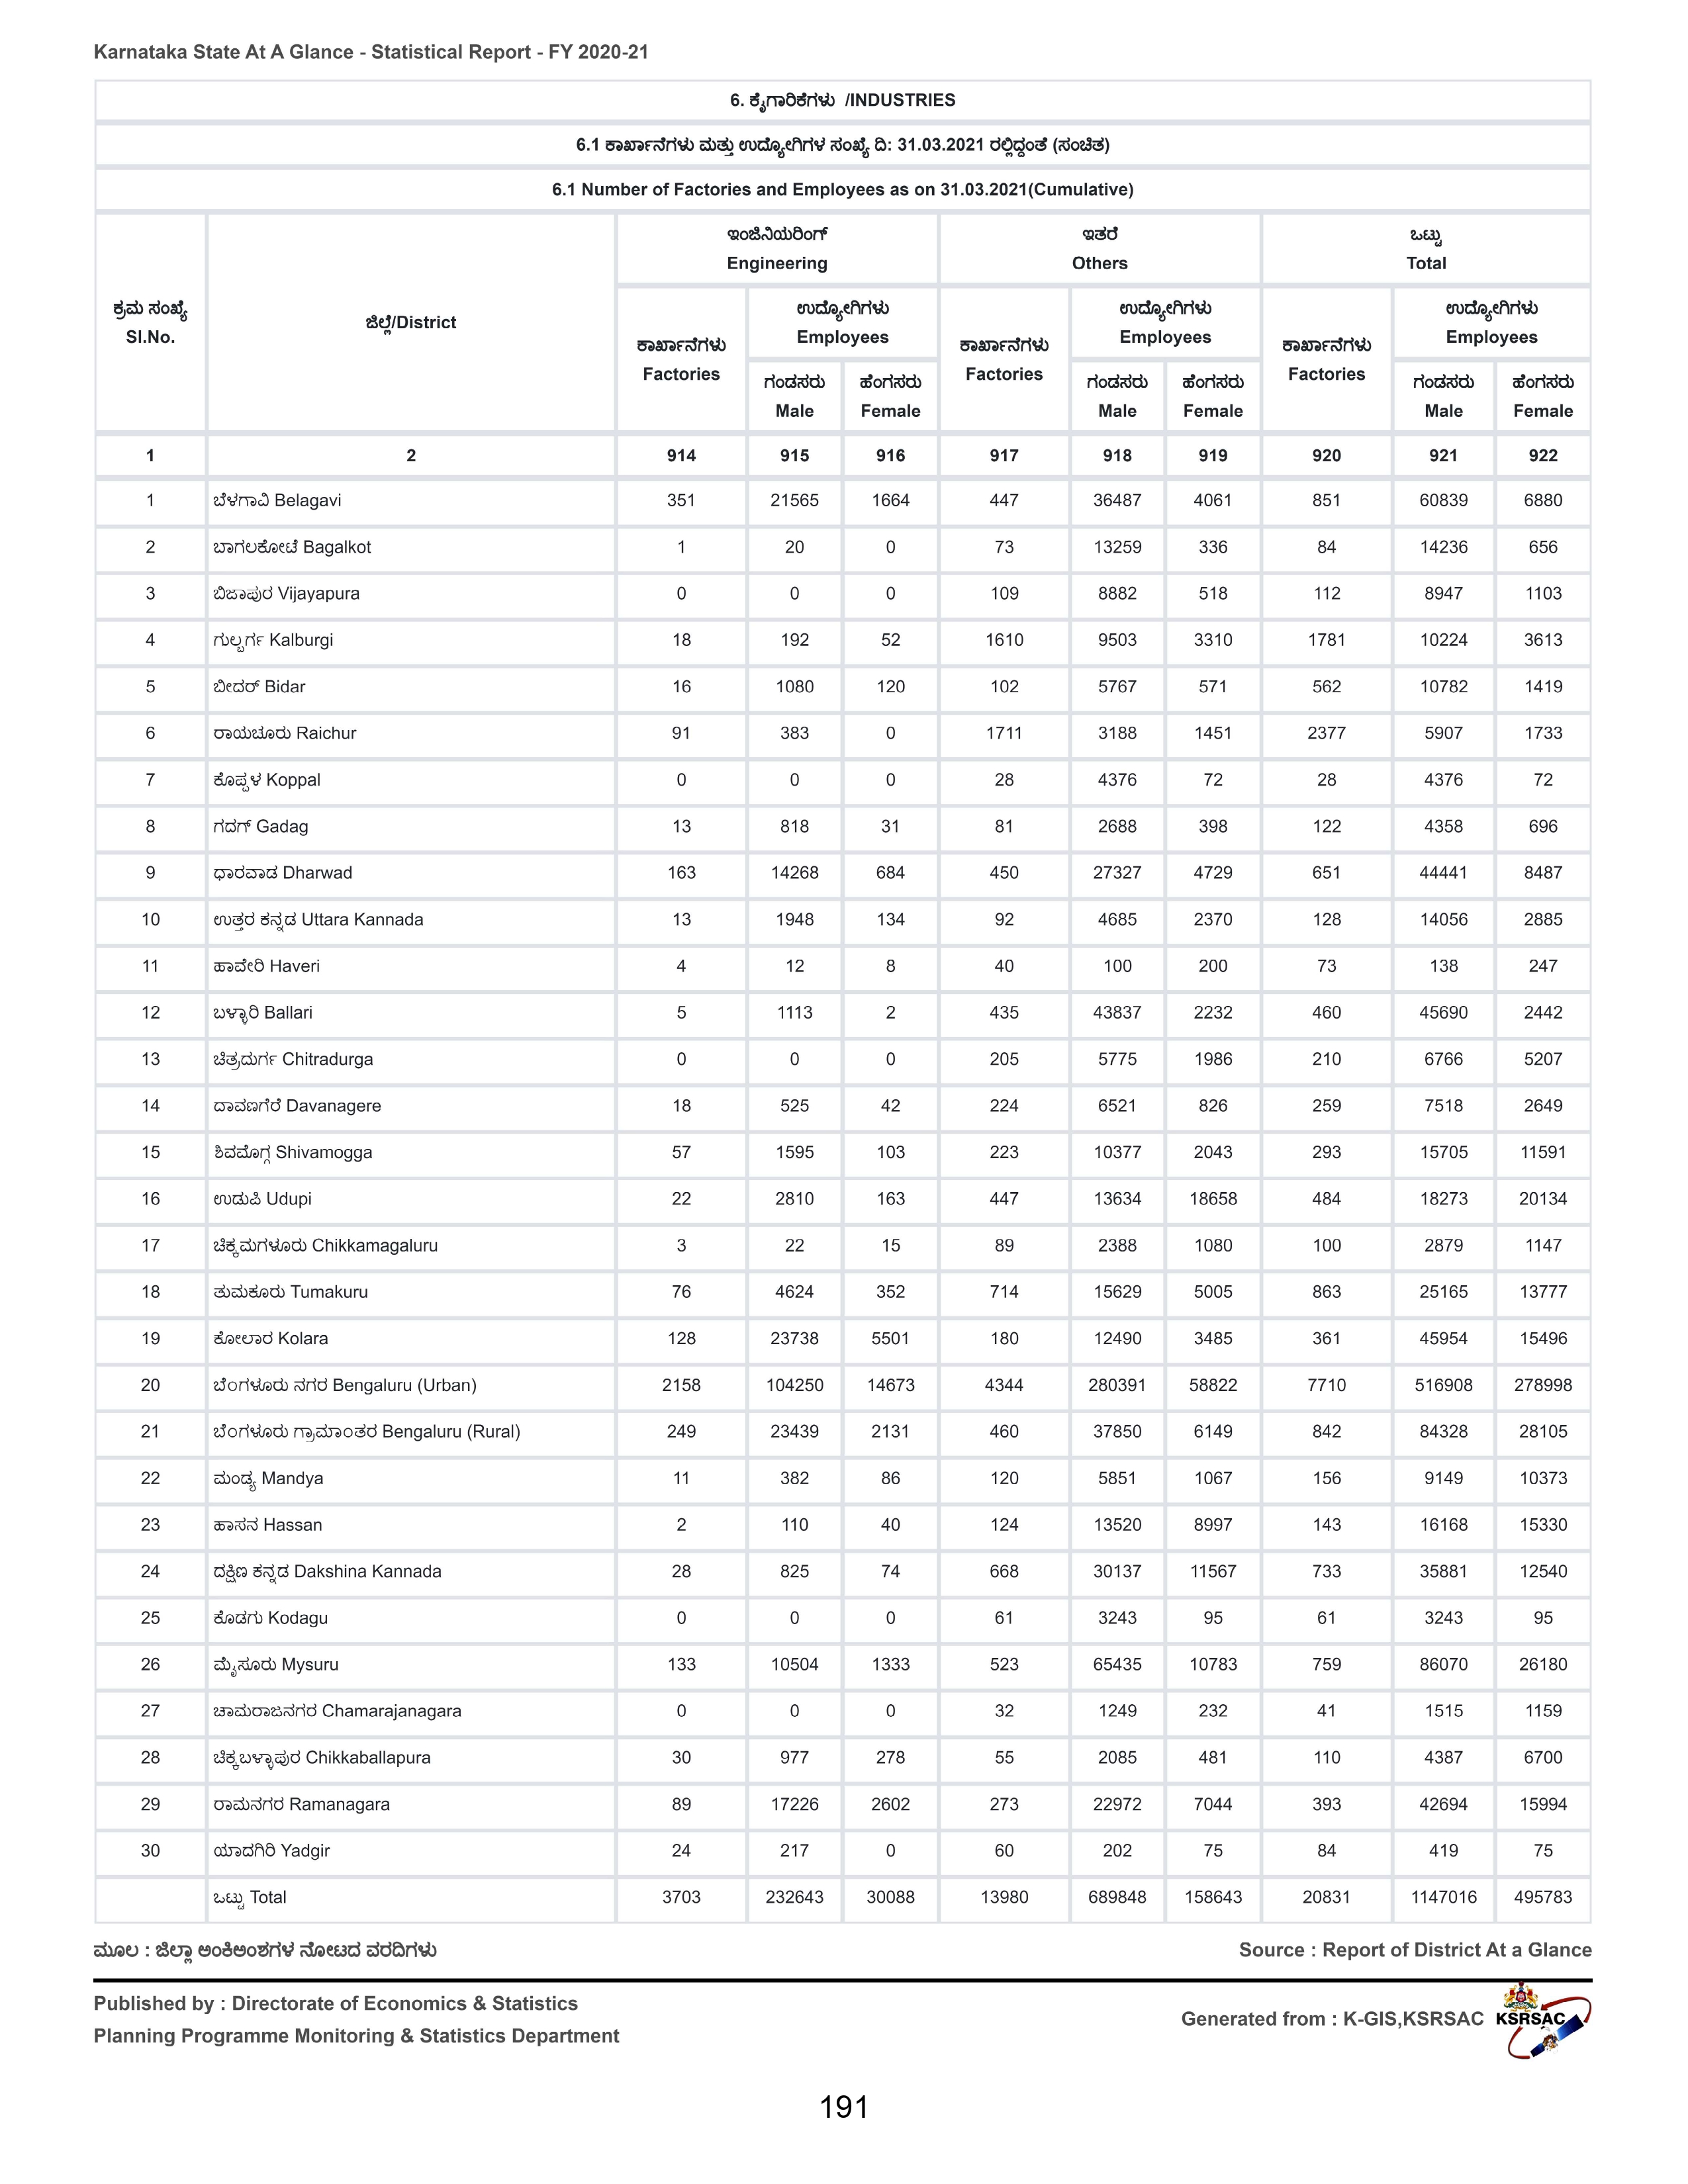 Karnataka State At A Glance - Statistical Report - FY 2020-21
6. ಕೈಗಾರಿಕೆಗಳು /INDUSTRIES
6.1 ಕಾರ್ಖಾನೆಗಳು ಮತ್ತು ಉದ್ಯೋಗಿಗಳ ಸಂಖ್ಯೆ ದಿ: 31.03.2021 ರಲ್ಲಿದ್ದಂತೆ (ಸಂಚಿತ)
6.1 Number of Factories and Employees as on 31.03.2021(Cumulative)
ಕ್ರಮ ಸಂಖ್ಯೆ
Sl.No.
ಜಿಲ್ಲೆ/District
ಇಂಜಿನಿಯರಿಂಗ್
Engineering
ಇತರೆ
Others
ಒಟ್ಟು
Total
ಕಾರ್ಖಾನೆಗಳು
Factories
ಉದ್ಯೋಗಿಗಳು
Employees
ಕಾರ್ಖಾನೆಗಳು
Factories
ಉದ್ಯೋಗಿಗಳು
Employees
ಕಾರ್ಖಾನೆಗಳು
Factories
ಉದ್ಯೋಗಿಗಳು
Employees
ಗಂಡಸರು
Male
ಹೆಂಗಸರು
Female
ಗಂಡಸರು
Male
ಹೆಂಗಸರು
Female
ಗಂಡಸರು
Male
ಹೆಂಗಸರು
Female
1 2 914 915 916 917 918 919 920 921 922
1 ಬೆಳಗಾವಿ Belagavi 351 21565 1664 447 36487 4061 851 60839 6880
2 ಬಾಗಲಕೋಟೆ Bagalkot 1 20 0 73 13259 336 84 14236 656
3 ಬಿಜಾಪುರ Vijayapura 0 0 0 109 8882 518 112 8947 1103
4 ಗುಲ್ಬರ್ಗ Kalburgi 18 192 52 1610 9503 3310 1781 10224 3613
5 ಬೀದರ್ Bidar 16 1080 120 102 5767 571 562 10782 1419
6 ರಾಯಚೂರು Raichur 91 383 0 1711 3188 1451 2377 5907 1733
7 ಕೊಪ್ಪಳ Koppal 0 0 0 28 4376 72 28 4376 72
8 ಗದಗ್ Gadag 13 818 31 81 2688 398 122 4358 696
9 ಧಾರವಾಡ Dharwad 163 14268 684 450 27327 4729 651 44441 8487
10 ಉತ್ತರ ಕನ್ನಡ Uttara Kannada 13 1948 134 92 4685 2370 128 14056 2885
11 ಹಾವೇರಿ Haveri 4 12 8 40 100 200 73 138 247
12 ಬಳ್ಳಾರಿ Ballari 5 1113 2 435 43837 2232 460 45690 2442
13 ಚಿತ್ರದುರ್ಗ Chitradurga 0 0 0 205 5775 1986 210 6766 5207
14 ದಾವಣಗೆರೆ Davanagere 18 525 42 224 6521 826 259 7518 2649
15 ಶಿವಮೊಗ್ಗ Shivamogga 57 1595 103 223 10377 2043 293 15705 11591
16 ಉಡುಪಿ Udupi 22 2810 163 447 13634 18658 484 18273 20134
17 ಚಿಕ್ಕಮಗಳೂರು Chikkamagaluru 3 22 15 89 2388 1080 100 2879 1147
18 ತುಮಕೂರು Tumakuru 76 4624 352 714 15629 5005 863 25165 13777
19 ಕೋಲಾರ Kolara 128 23738 5501 180 12490 3485 361 45954 15496
20 ಬೆಂಗಳೂರು ನಗರ Bengaluru (Urban) 2158 104250 14673 4344 280391 58822 7710 516908 278998
21 ಬೆಂಗಳೂರು ಗ್ರಾಮಾಂತರ Bengaluru (Rural) 249 23439 2131 460 37850 6149 842 84328 28105
22 ಮಂಡ್ಯ Mandya 11 382 86 120 5851 1067 156 9149 10373
23 ಹಾಸನ Hassan 2 110 40 124 13520 8997 143 16168 15330
24 ದಕ್ಷಿಣ ಕನ್ನಡ Dakshina Kannada 28 825 74 668 30137 11567 733 35881 12540
25 ಕೊಡಗು Kodagu 0 0 0 61 3243 95 61 3243 95
26 ಮೈಸೂರು Mysuru 133 10504 1333 523 65435 10783 759 86070 26180
27 ಚಾಮರಾಜನಗರ Chamarajanagara 0 0 0 32 1249 232 41 1515 1159
28 ಚಿಕ್ಕಬಳ್ಳಾಪುರ Chikkaballapura 30 977 278 55 2085 481 110 4387 6700
29 ರಾಮನಗರ Ramanagara 89 17226 2602 273 22972 7044 393 42694 15994
30 ಯಾದಗಿರಿ Yadgir 24 217 0 60 202 75 84 419 75
ಒಟ್ಟು Total 3703 232643 30088 13980 689848 158643 20831 1147016 495783
ಮೂಲ : ಜಿಲ್ಲಾ ಅಂಕಿಅಂಶಗಳ ನೋಟದ ವರದಿಗಳು
Source : Report of District At a Glance
Published by : Directorate of Economics & Statistics
Planning Programme Monitoring & Statistics Department
Generated from : K-GIS,KSRSAC
KSRSAC
191